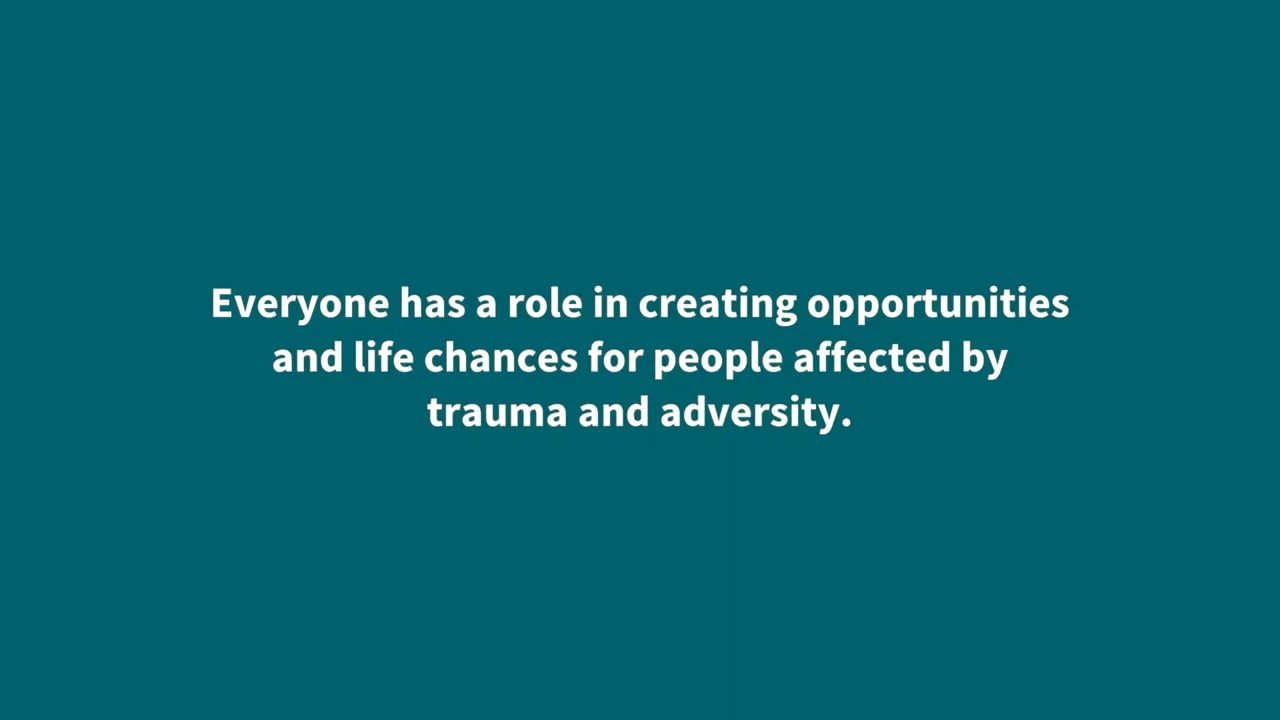 Everyone has a role in creating opportunities
and life chances for people affected by
trauma and adversity.